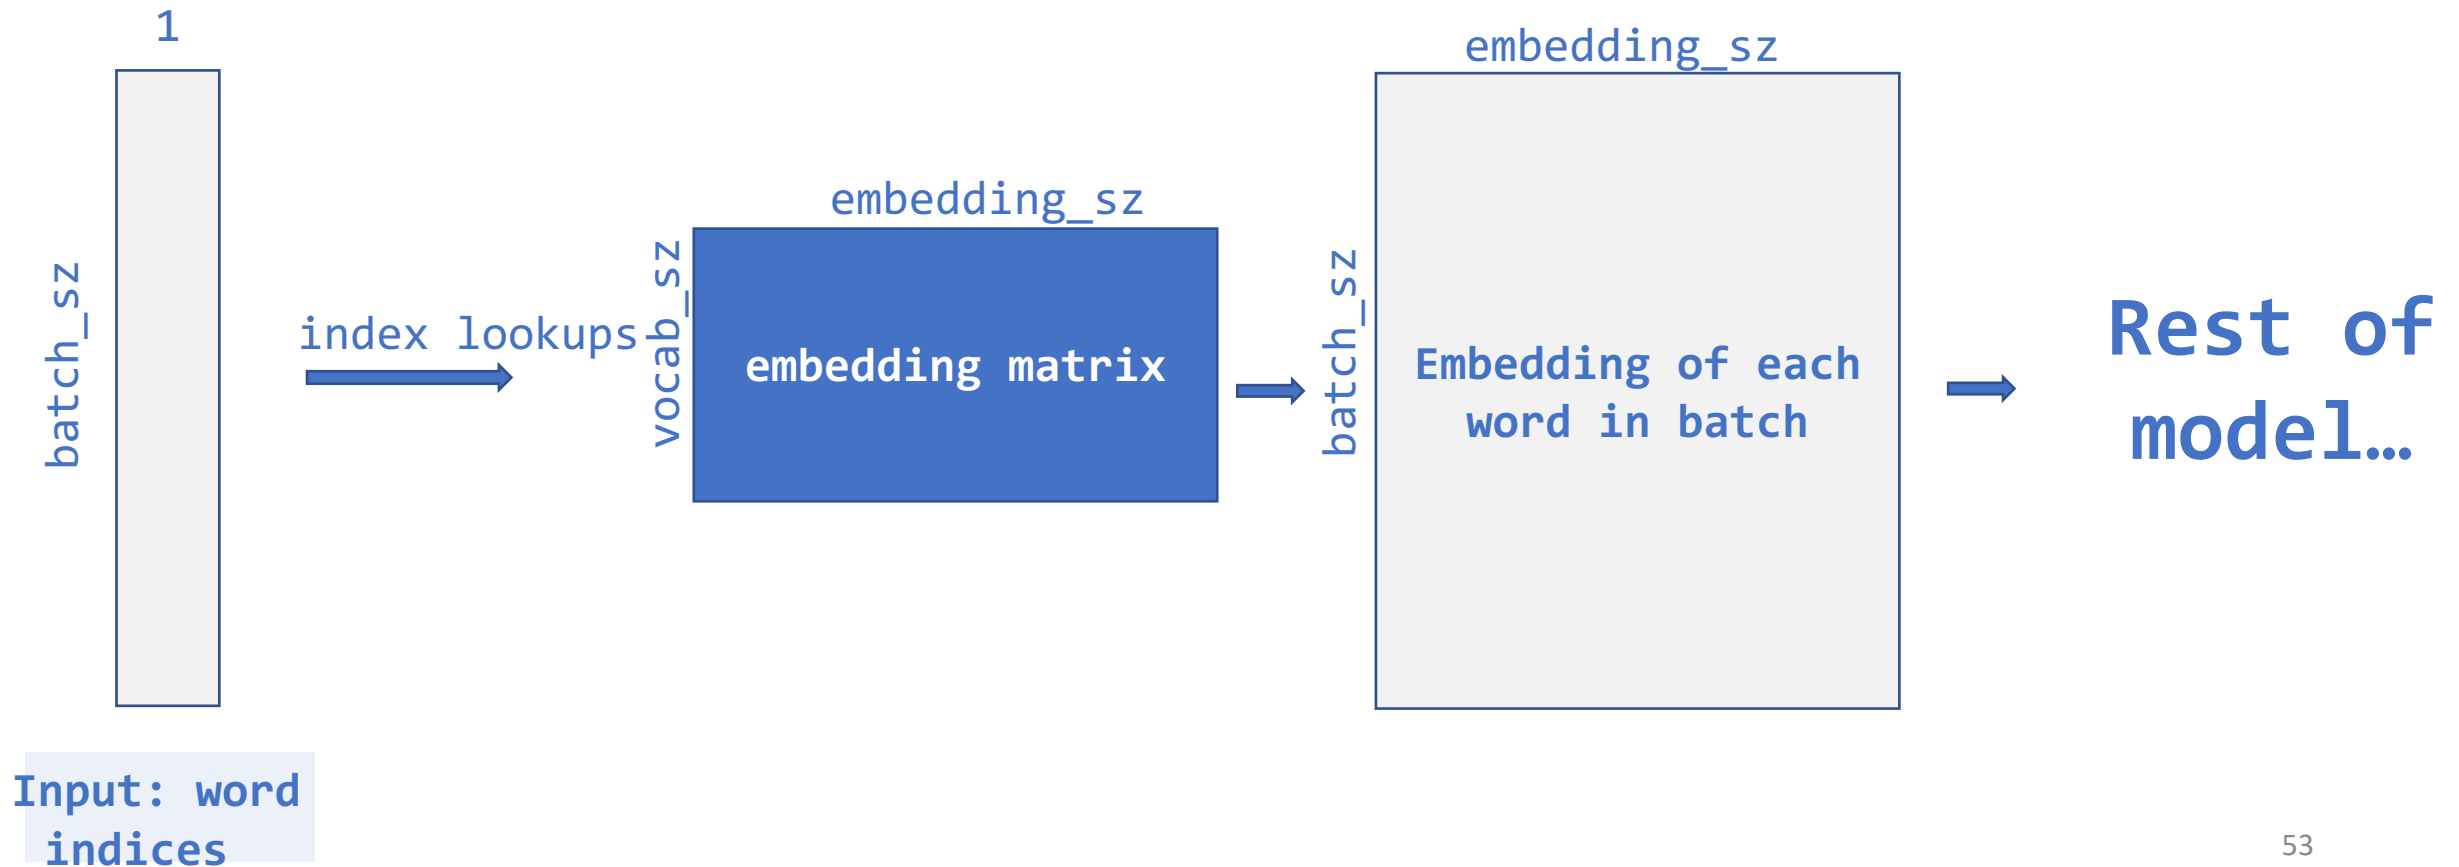 1
batch_sz
Input: word
indices
index lookups
embedding_sz
vocab_sz
embedding matrix
embedding_sz
batch_sz
Embedding of each
word in batch
Rest of
model…
53